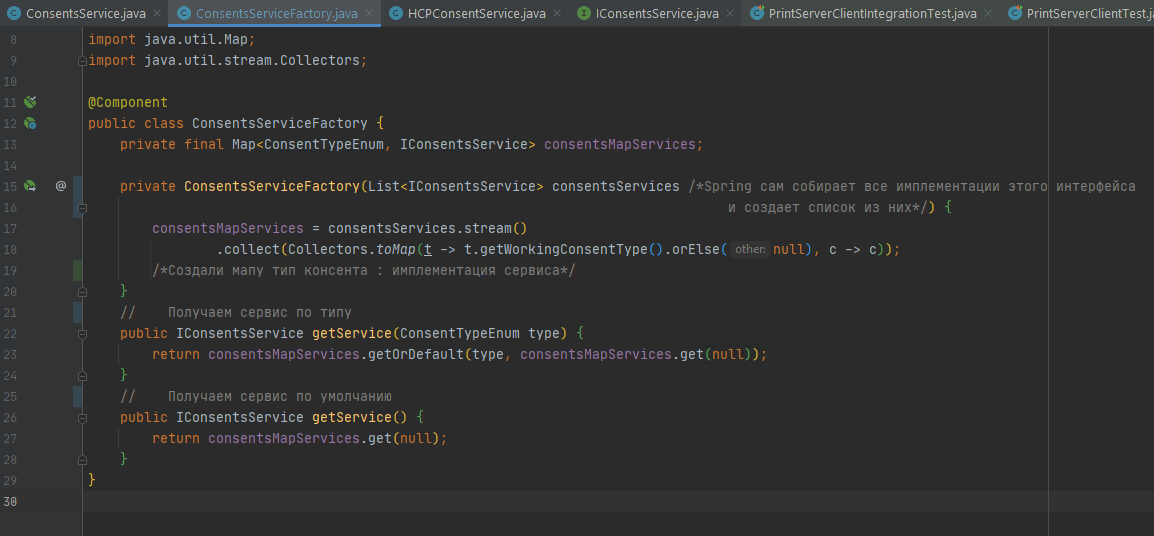 ConsentsService.java ConsentsServiceFactory.java HCPConsentService.java IConsentsService.java PrintServerClientIntegrationTest.java PrintServerClientTest.j
8 import java.util.Map;
9 import java.util.stream.Collectors;
10
11 @Component
12 public class ConsentsServiceFactory {
13 private final Map<ConsentTypeEnum, IConsentsService> consentsMapServices;
14
15 @ private ConsentsServiceFactory(List<IConsentsService> consentsServices /*Spring сам собирает все имплементации этого интерфейса
16 и создает список из них*/) {
17 consentsMapServices = consentsServices.stream()
18 .collect(Collectors.toMap(t -> t.getWorkingConsentType().orElse( other: null), c -> c));
19 /*Создали мапу тип консента : имплементация сервиса*/
20 }
21 // Получаем сервис по типу
22 public IConsentsService getService(ConsentTypeEnum type) {
23 return consentsMapServices.getOrDefault(type, consentsMapServices.get(null));
24 }
25 // Получаем сервис по умолчанию
26 public IConsentsService getService() {
27 return consentsMapServices.get(null);
28 }
29 }
30